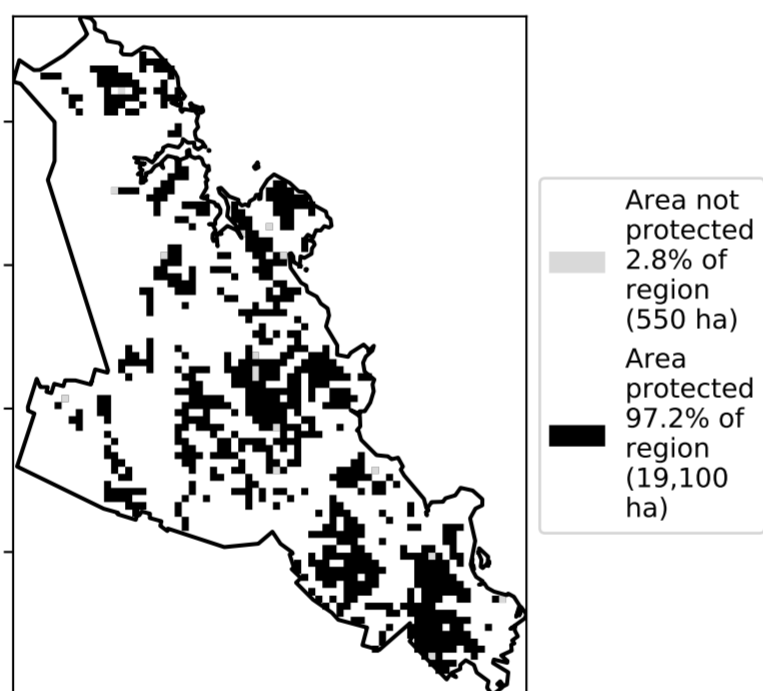 Area not
protected
2.8% of
region
(550 ha)
Area
protected
97.2% of
region
(19,100
ha)